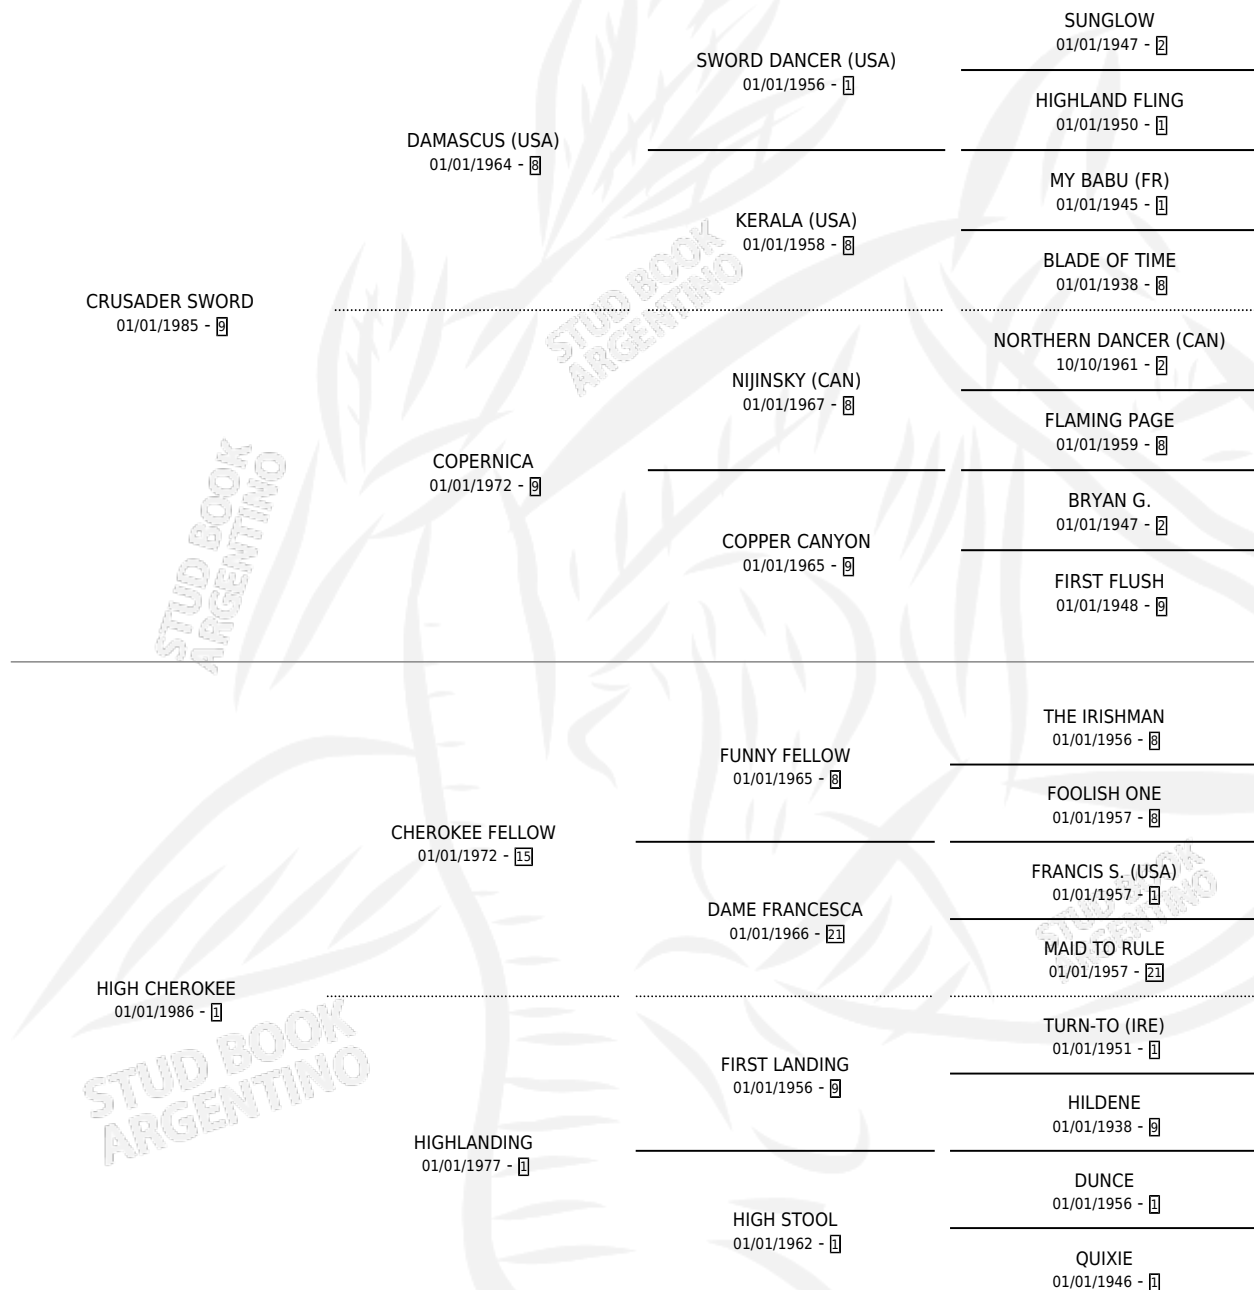 SUNGLOW
01/01/1947 - 2
SWORD DANCER (USA)
01/01/1956 - 1
HIGHLAND FLING
01/01/1950 - 1
DAMASCUS (USA)
01/01/1964 - 8
MY BABU (FR)
01/01/1945 - 1
KERALA (USA)
01/01/1958 - 8
BLADE OF TIME
01/01/1938 - 8
CRUSADER SWORD
01/01/1985 - 9
NORTHERN DANCER (CAN)
10/10/1961 - 2
NIJINSKY (CAN)
01/01/1967 - 8
FLAMING PAGE
01/01/1959 - 8
COPERNICA
01/01/1972 - 9
BRYAN G.
01/01/1947 - 2
COPPER CANYON
01/01/1965 - 9
FIRST FLUSH
01/01/1948 - 9
THE IRISHMAN
01/01/1956 - 8
FUNNY FELLOW
01/01/1965 - 8
FOOLISH ONE
01/01/1957 - 8
CHEROKEE FELLOW
01/01/1972 - 15
FRANCIS S. (USA)
01/01/1957 - 1
DAME FRANCESCA
01/01/1966 - 21
MAID TO RULE
01/01/1957 - 21
HIGH CHEROKEE
01/01/1986 - 1
TURN-TO (IRE)
01/01/1951 - 1
FIRST LANDING
01/01/1956 - 9
HILDENE
01/01/1938 - 9
HIGHLANDING
01/01/1977 - 1
DUNCE
01/01/1956 - 1
HIGH STOOL
01/01/1962 - 1
QUIXIE
01/01/1946 - 1
STUD BOOK
ARGENTINO
STUD BOOK
ARGENTINO
STUD BOOK
ARGENTINO
STUD BOOK
ARGENTINO